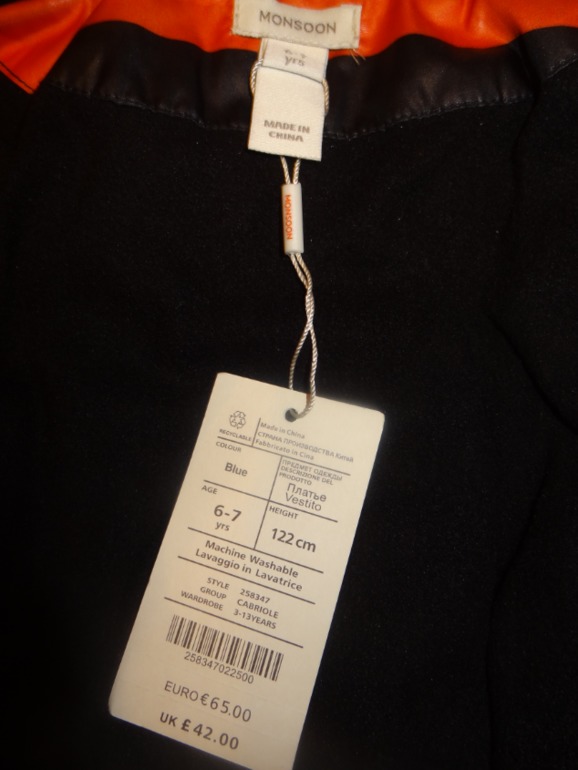 MONSOON
6-7
yrs
MADE IN
CHINA
MONSOON
RECYCLABLE
Made in China
СТРАНА ПРОИЗВОДСТВА Китай
Fabbricato in Cina
COLOUR
Blue
ПРЕДМЕТ ОДЕЖДЫ
DESCRIZIONE DEL
PRODOTTO
Платье
Vestito
AGE
6-7
yrs
HEIGHT
122cm
Machine Washable
Lavaggio in Lavatrice
STYLE 258347
GROUP CABRIOLE
WARDROBE 3-13YEARS
258347022500
EURO €65.00
UK £42.00